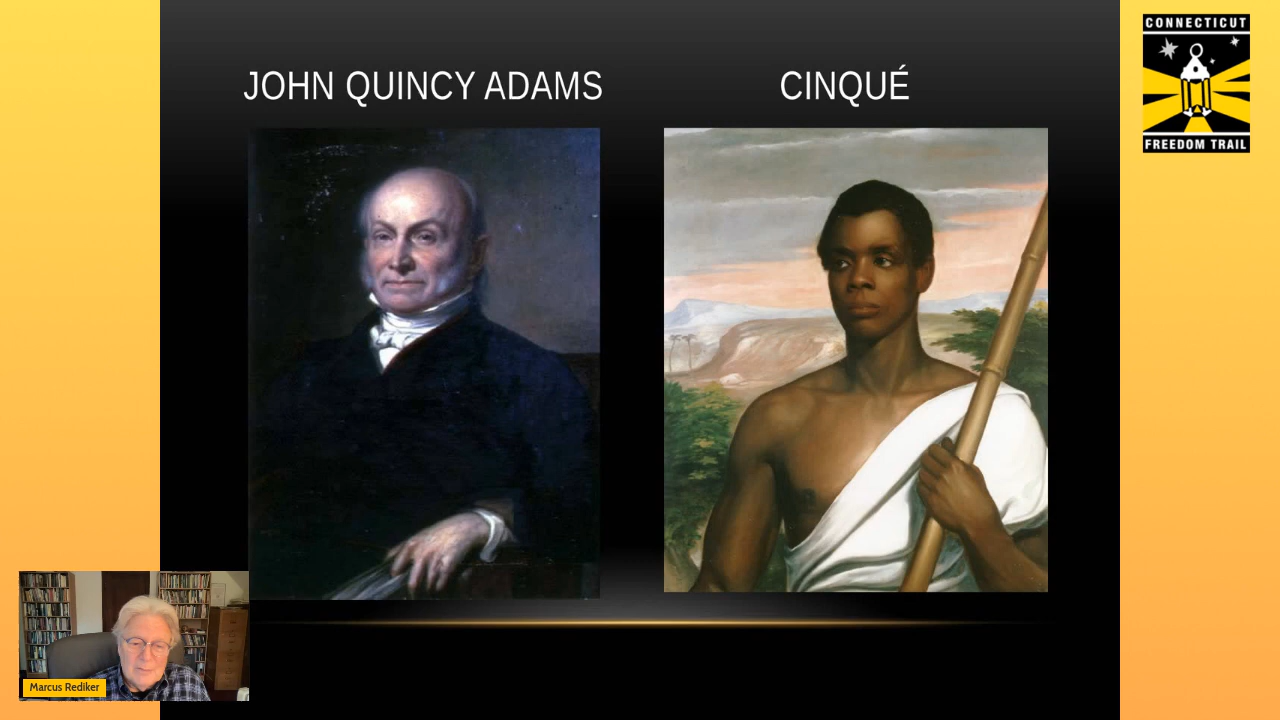 JOHN QUINCY ADAMS
CINQUÉ
CONNECTICUT
FREEDOM TRAIL
Marcus Rediker